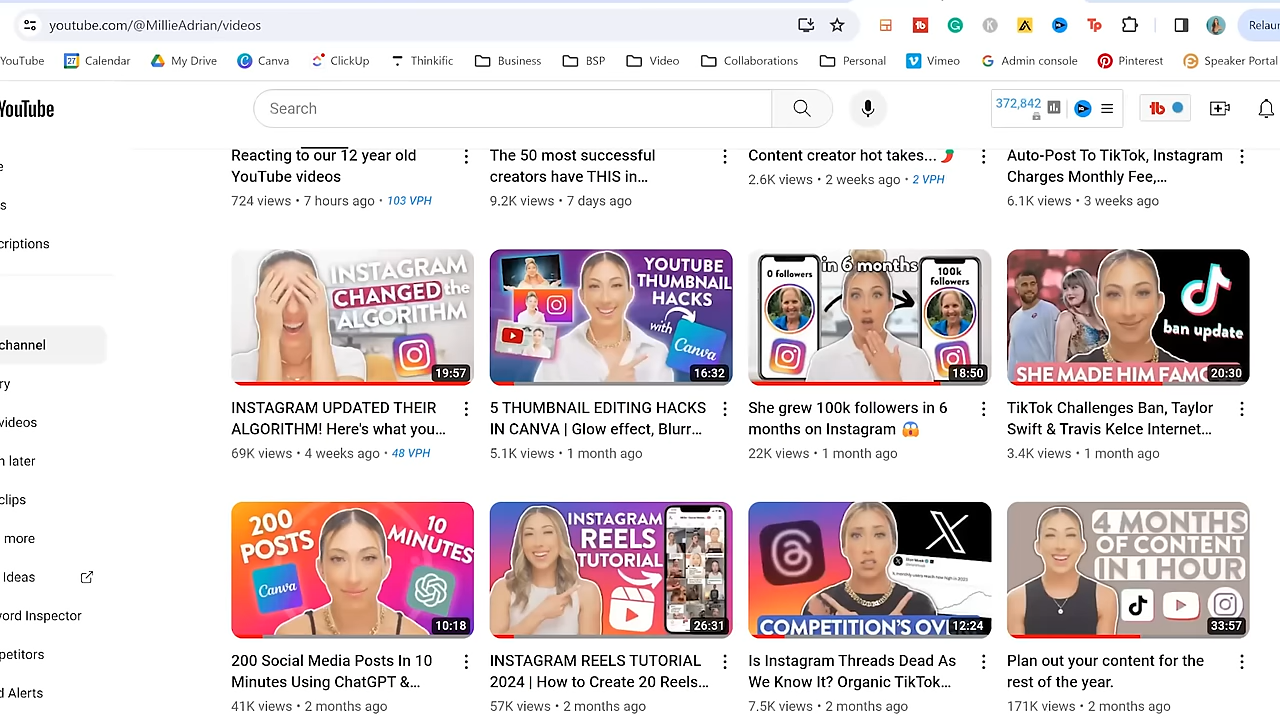 youtube.com/@MillieAdrian/videos
Relaun
YouTube
Calendar
My Drive
Canva
ClickUp
Thinkific
Business
BSP
Video
Collaborations
Personal
Vimeo
Admin console
Pinterest
Speaker Portal
YouTube
Search
372,842
Reacting to our 12 year old
YouTube videos
724 views • 7 hours ago • 103 VPH
The 50 most successful
creators have THIS in...
9.2K views • 7 days ago
Content creator hot takes...🌶️
2.6K views • 2 weeks ago • 2 VPH
Auto-Post To TikTok, Instagram
Charges Monthly Fee,...
6.1K views • 3 weeks ago
e
s
criptions
channel
ry
videos
n later
clips
more
Ideas
vord Inspector
petitors
d Alerts
INSTAGRAM
CHANGED the
ALGORITHM
19:57
INSTAGRAM UPDATED THEIR
ALGORITHM! Here's what you...
69K views • 4 weeks ago • 48 VPH
YOUTUBE
THUMBNAIL
HACKS
with
Canva
16:32
5 THUMBNAIL EDITING HACKS
IN CANVA | Glow effect, Blurr...
5.1K views • 1 month ago
in 6 months
0 followers
100k
followers
18:50
She grew 100k followers in 6
months on Instagram 😱
22K views • 1 month ago
ban update
SHE MADE HIM FAMO
20:30
TikTok Challenges Ban, Taylor
Swift & Travis Kelce Internet...
3.4K views • 1 month ago
200
POSTS
10
MINUTES
Canva
10:18
200 Social Media Posts In 10
Minutes Using ChatGPT &...
41K views • 2 months ago
INSTAGRAM
REELS
TUTORIAL
26:31
INSTAGRAM REELS TUTORIAL
2024 | How to Create 20 Reels...
57K views • 2 months ago
COMPETITION'S OV
12:24
Is Instagram Threads Dead As
We Know It? Organic TikTok...
7.5K views • 2 months ago
4 MONTHS
OF CONTENT
IN 1 HOUR
33:57
Plan out your content for the
rest of the year.
171K views • 2 months ago